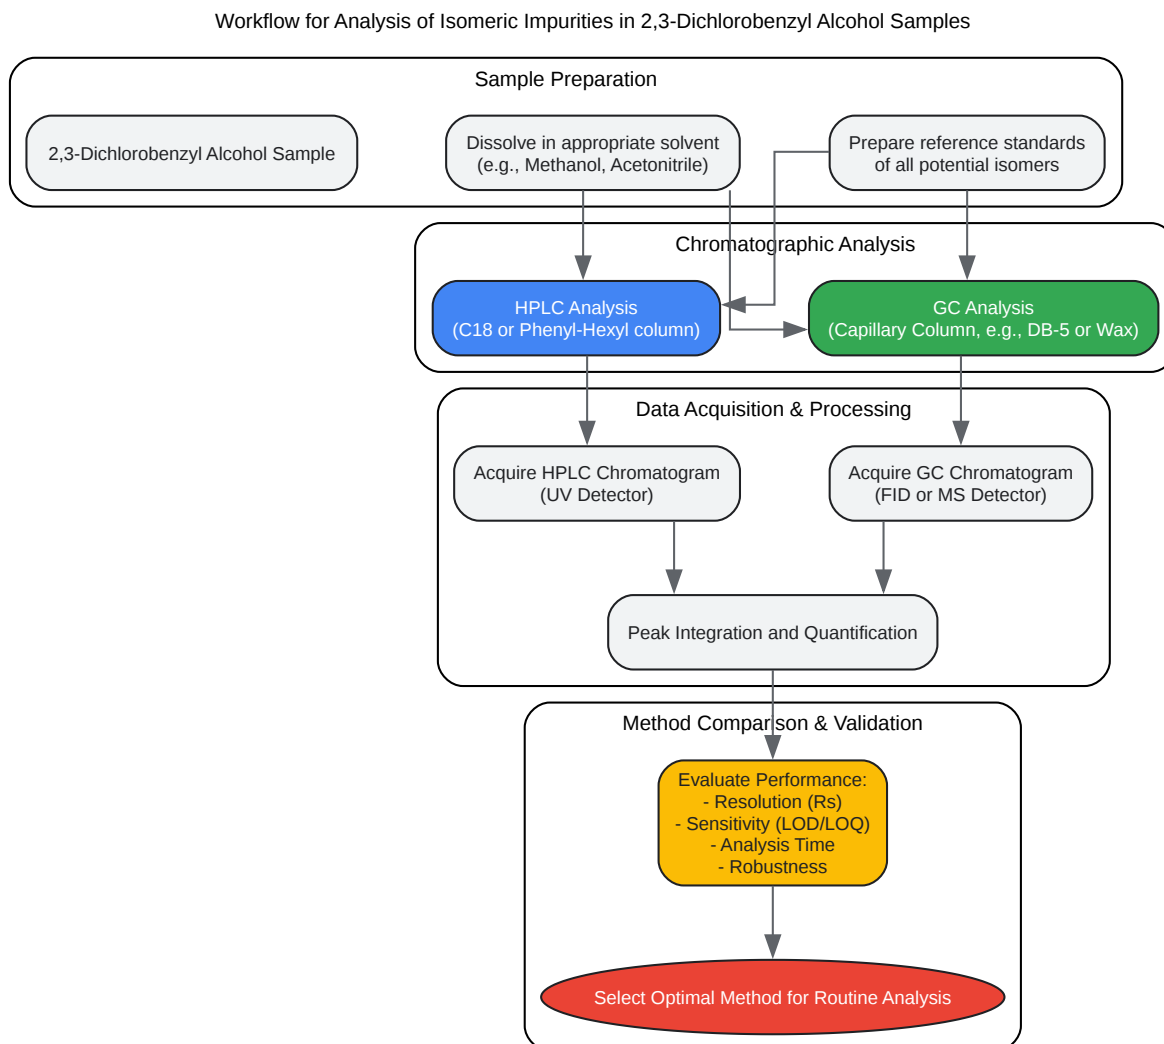 Workflow for Analysis of Isomeric Impurities in 2,3-Dichlorobenzyl Alcohol Samples
Sample Preparation
2,3-Dichlorobenzyl Alcohol Sample
Dissolve in appropriate solvent
(e.g., Methanol, Acetonitrile)
Prepare reference standards
of all potential isomers
Chromatographic Analysis
HPLC Analysis
(C18 or Phenyl-Hexyl column)
GC Analysis
(Capillary Column, e.g., DB-5 or Wax)
Data Acquisition & Processing
Acquire HPLC Chromatogram
(UV Detector)
Acquire GC Chromatogram
(FID or MS Detector)
Peak Integration and Quantification
Method Comparison & Validation
Evaluate Performance:
- Resolution (Rs)
- Sensitivity (LOD/LOQ)
- Analysis Time
- Robustness
Select Optimal Method for Routine Analysis